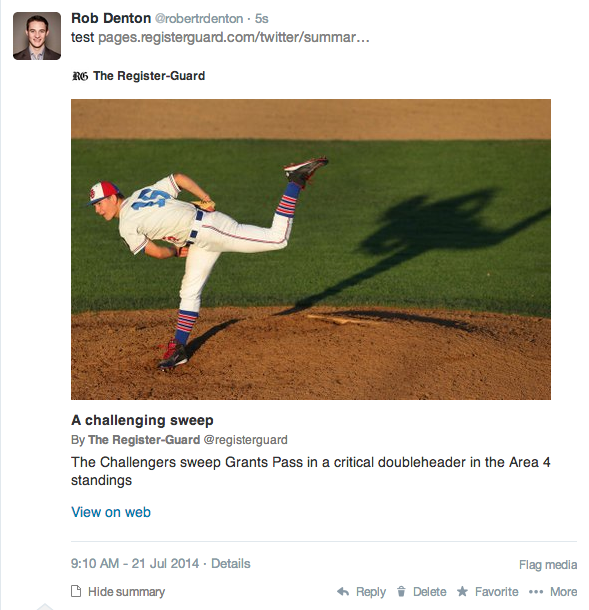 Rob Denton @robertrdenton · 5s
test pages.registerguard.com/twitter/summar…
RG The Register-Guard
15
A challenging sweep
By The Register-Guard @registerguard
The Challengers sweep Grants Pass in a critical doubleheader in the Area 4
standings
View on web
9:10 AM - 21 Jul 2014 · Details
Flag media
Hide summary
Reply Delete Favorite More